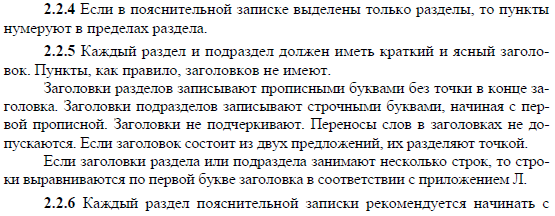 2.2.4 Если в пояснительной записке выделены только разделы, то пункты
нумеруют в пределах раздела.
2.2.5 Каждый раздел и подраздел должен иметь краткий и ясный заголо-
вок. Пункты, как правило, заголовков не имеют.
Заголовки разделов записывают прописными буквами без точки в конце за-
головка. Заголовки подразделов записывают строчными буквами, начиная с пер-
вой прописной. Заголовки не подчеркивают. Переносы слов в заголовках не до-
пускаются. Если заголовок состоит из двух предложений, их разделяют точкой.
Если заголовки раздела или подраздела занимают несколько строк, то стро-
ки выравниваются по первой букве заголовка в соответствии с приложением Л.
2.2.6 Каждый раздел пояснительной записки рекомендуется начинать с